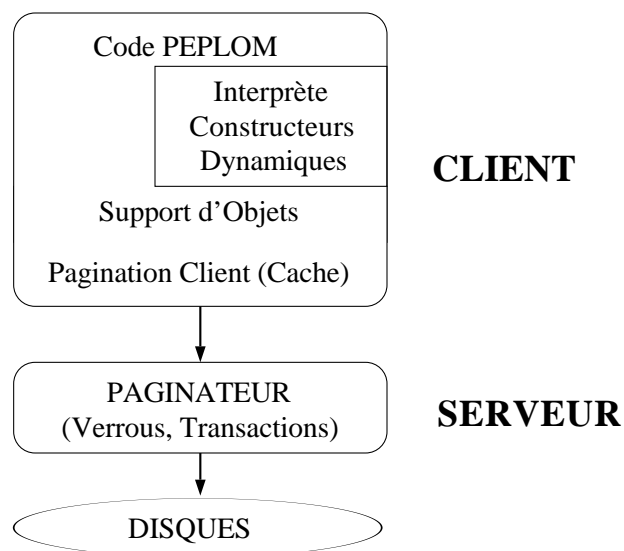 Code PEPLOM
Interprète
Constructeurs
Dynamiques
CLIENT
Support d’Objets
Pagination Client (Cache)
PAGINATEUR
(Verrous, Transactions)
SERVEUR
DISQUES